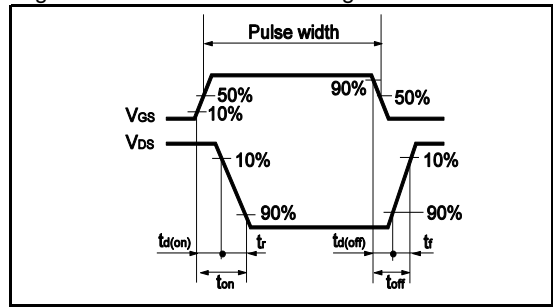 Pulse width
90%
50%
50%
10%
VGS
VDS
10%
10%
90%
90%
td(on)
tr
td(off)
tf
ton
toff